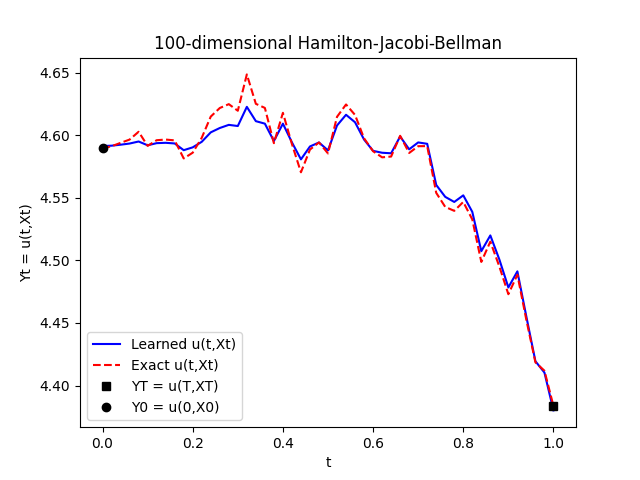 100-dimensional Hamilton-Jacobi-Bellman
Yt = u(t,Xt)
4.65
4.60
4.55
4.50
4.45
4.40
Learned u(t,Xt)
Exact u(t,Xt)
YT = u(T,XT)
Y0 = u(0,X0)
0.0 0.2 0.4 0.6 0.8 1.0
t